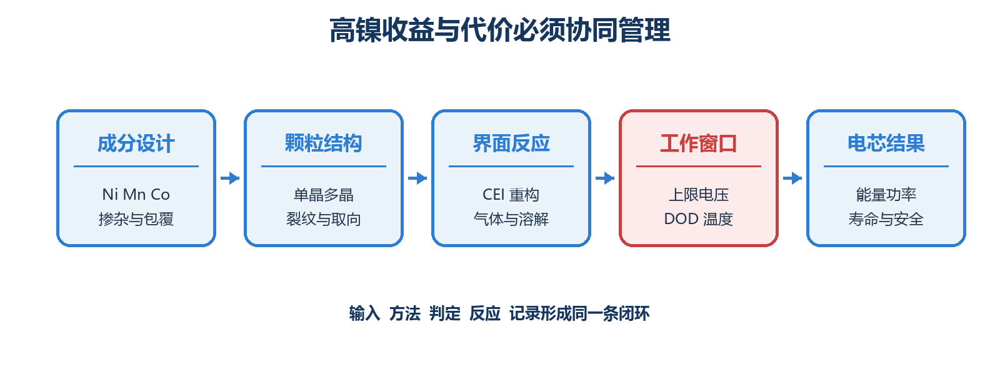 高镍收益与代价必须协同管理
成分设计
Ni Mn Co
掺杂与包覆
颗粒结构
单晶多晶
裂纹与取向
界面反应
CEI 重构
气体与溶解
工作窗口
上限电压
DOD 温度
电芯结果
能量功率
寿命与安全
输入 方法 判定 反应 记录形成同一条闭环